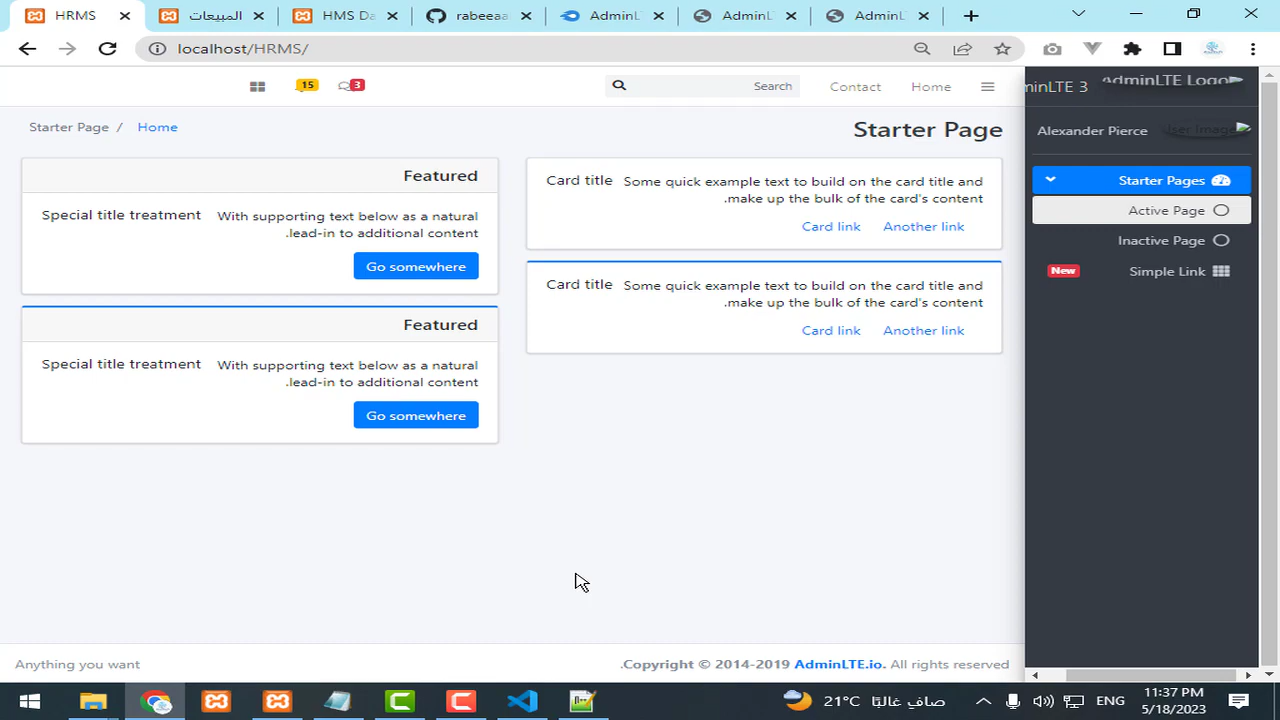 HRMS
المبيعات
HMS Da
rabeeaa
AdminL
AdminL
AdminL
localhost/HRMS/
15
3
Search
Contact
Home
minLTE 3
AdminLTE Logo
Starter Page / Home
Starter Page
Alexander Pierce
User Image
Starter Pages
Active Page
Inactive Page
New
Simple Link
Featured
Special title treatment
With supporting text below as a natural
.lead-in to additional content
Go somewhere
Featured
Special title treatment
With supporting text below as a natural
.lead-in to additional content
Go somewhere
Card title
Some quick example text to build on the card title and
.make up the bulk of the card's content
Card link
Another link
Card title
Some quick example text to build on the card title and
.make up the bulk of the card's content
Card link
Another link
Anything you want
.Copyright © 2014-2019 AdminLTE.io. All rights reserved
21°C صاف غالبًا
ENG
11:37 PM
5/18/2023